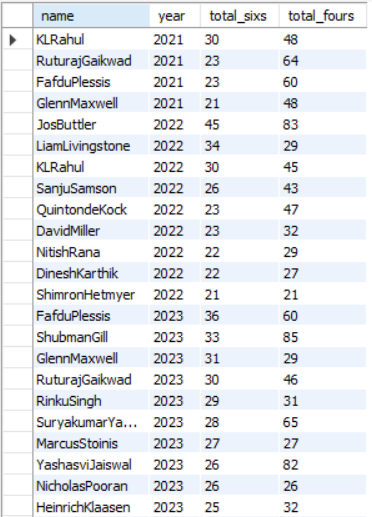 name year total_sixs total_fours
KLRahul 2021 30 48
RuturajGaikwad 2021 23 64
FafduPlessis 2021 23 60
GlennMaxwell 2021 21 48
JosButtler 2022 45 83
LiamLivingstone 2022 34 29
KLRahul 2022 30 45
SanjuSamson 2022 26 43
QuintondeKock 2022 23 47
DavidMiller 2022 23 32
NitishRana 2022 22 29
DineshKarthik 2022 22 27
ShimronHetmyer 2022 21 21
FafduPlessis 2023 36 60
ShubmanGill 2023 33 85
GlennMaxwell 2023 31 29
RuturajGaikwad 2023 30 46
RinkuSingh 2023 29 31
SuryakumarYa... 2023 28 65
MarcusStoinis 2023 27 27
YashasviJaiswal 2023 26 82
NicholasPooran 2023 26 26
HeinrichKlaasen 2023 25 32